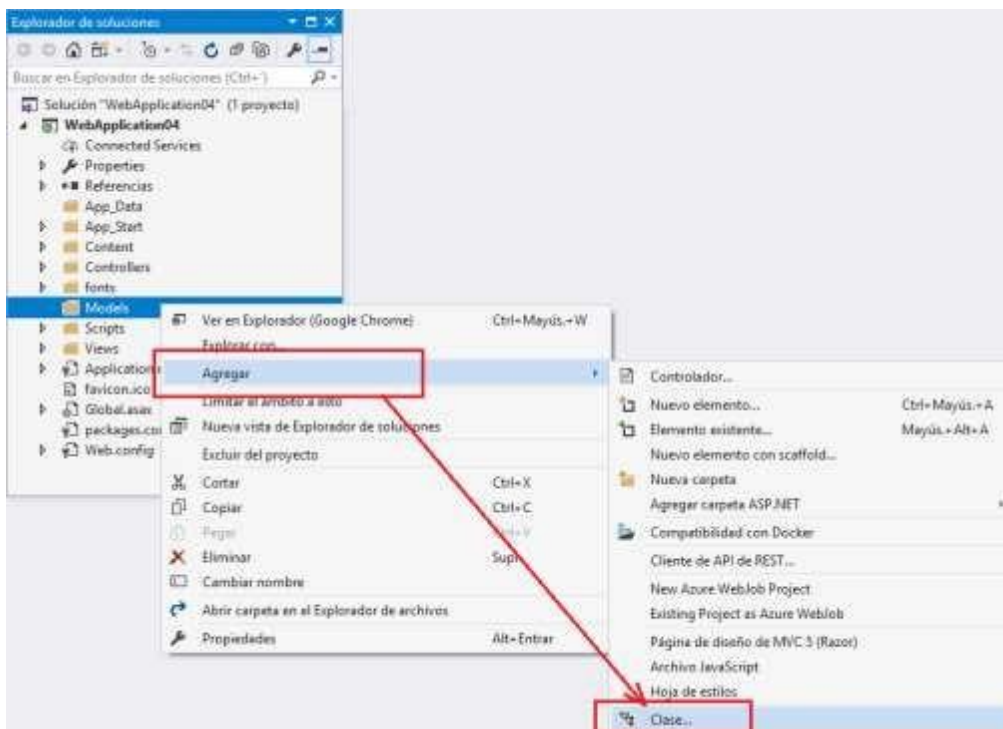 Explorador de soluciones
Buscar en Explorador de soluciones (Ctrl+´)
Solución "WebApplication04" (1 proyecto)
WebApplication04
Connected Services
Properties
Referencias
App_Data
App_Start
Content
Controllers
fonts
Models
Scripts
Views
Application
favicon.ico
Global.asax
packages.co
Web.config
Ver en Explorador (Google Chrome) Ctrl+Mayús.+W
Explorar con...
Agregar
Limitar el ámbito a esto
Nueva vista de Explorador de soluciones
Excluir del proyecto
Cortar Ctrl+X
Copiar Ctrl+C
Pegar
Eliminar Supr
Cambiar nombre
Abrir carpeta en el Explorador de archivos
Propiedades Alt+Entrar
Controlador...
Nuevo elemento... Ctrl+Mayús.+A
Elemento existente... Mayús.+Alt+A
Nuevo elemento con scaffold...
Nueva carpeta
Agregar carpeta ASP.NET
Compatibilidad con Docker
Cliente de API de REST...
New Azure WebJob Project
Existing Project as Azure WebJob
Página de diseño de MVC 5 (Razor)
Archivo JavaScript
Hoja de estilos
Clase...